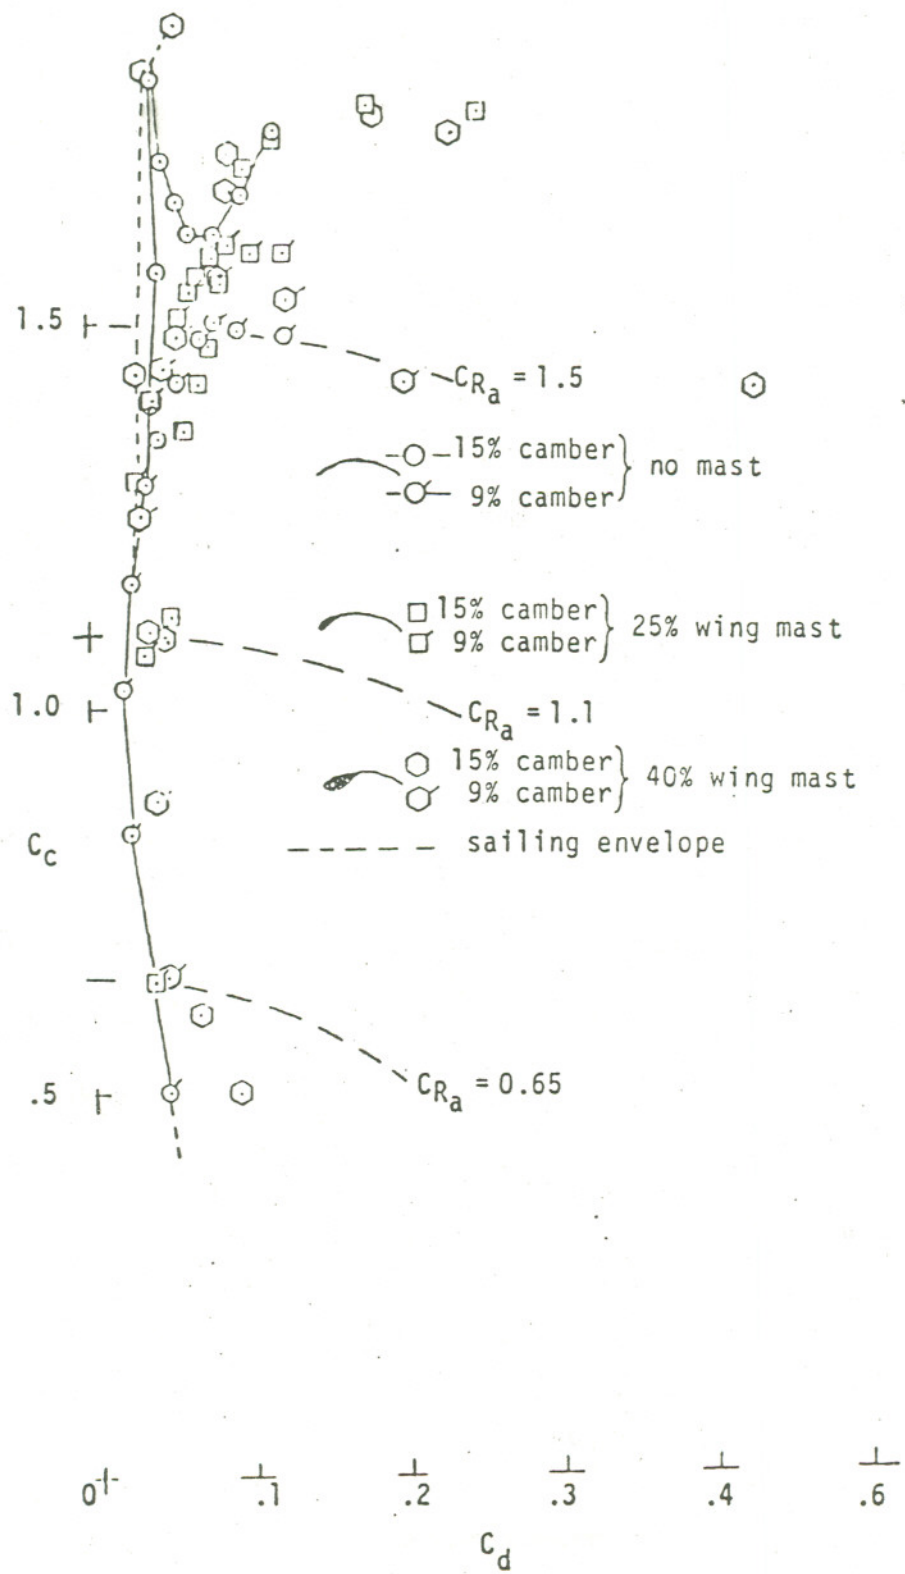 1.5
C_Ra = 1.5
15% camber
9% camber
no mast
15% camber
9% camber
25% wing mast
1.0
C_Ra = 1.1
15% camber
9% camber
40% wing mast
C_c
sailing envelope
.5
C_Ra = 0.65
0 .1 .2 .3 .4 .6
C_d